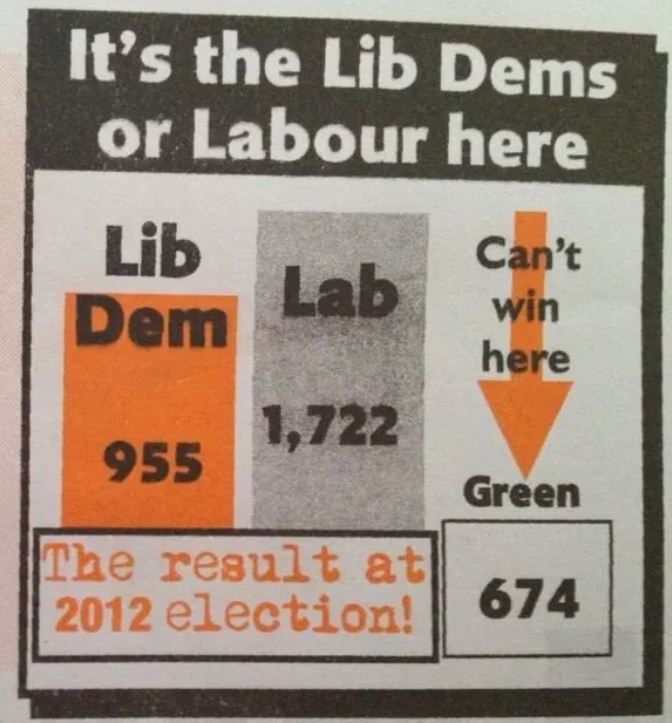 It's the Lib Dems
or Labour here
Lib
Dem
955
Lab
1,722
Can't
win
here
Green
674
The result at
2012 election!